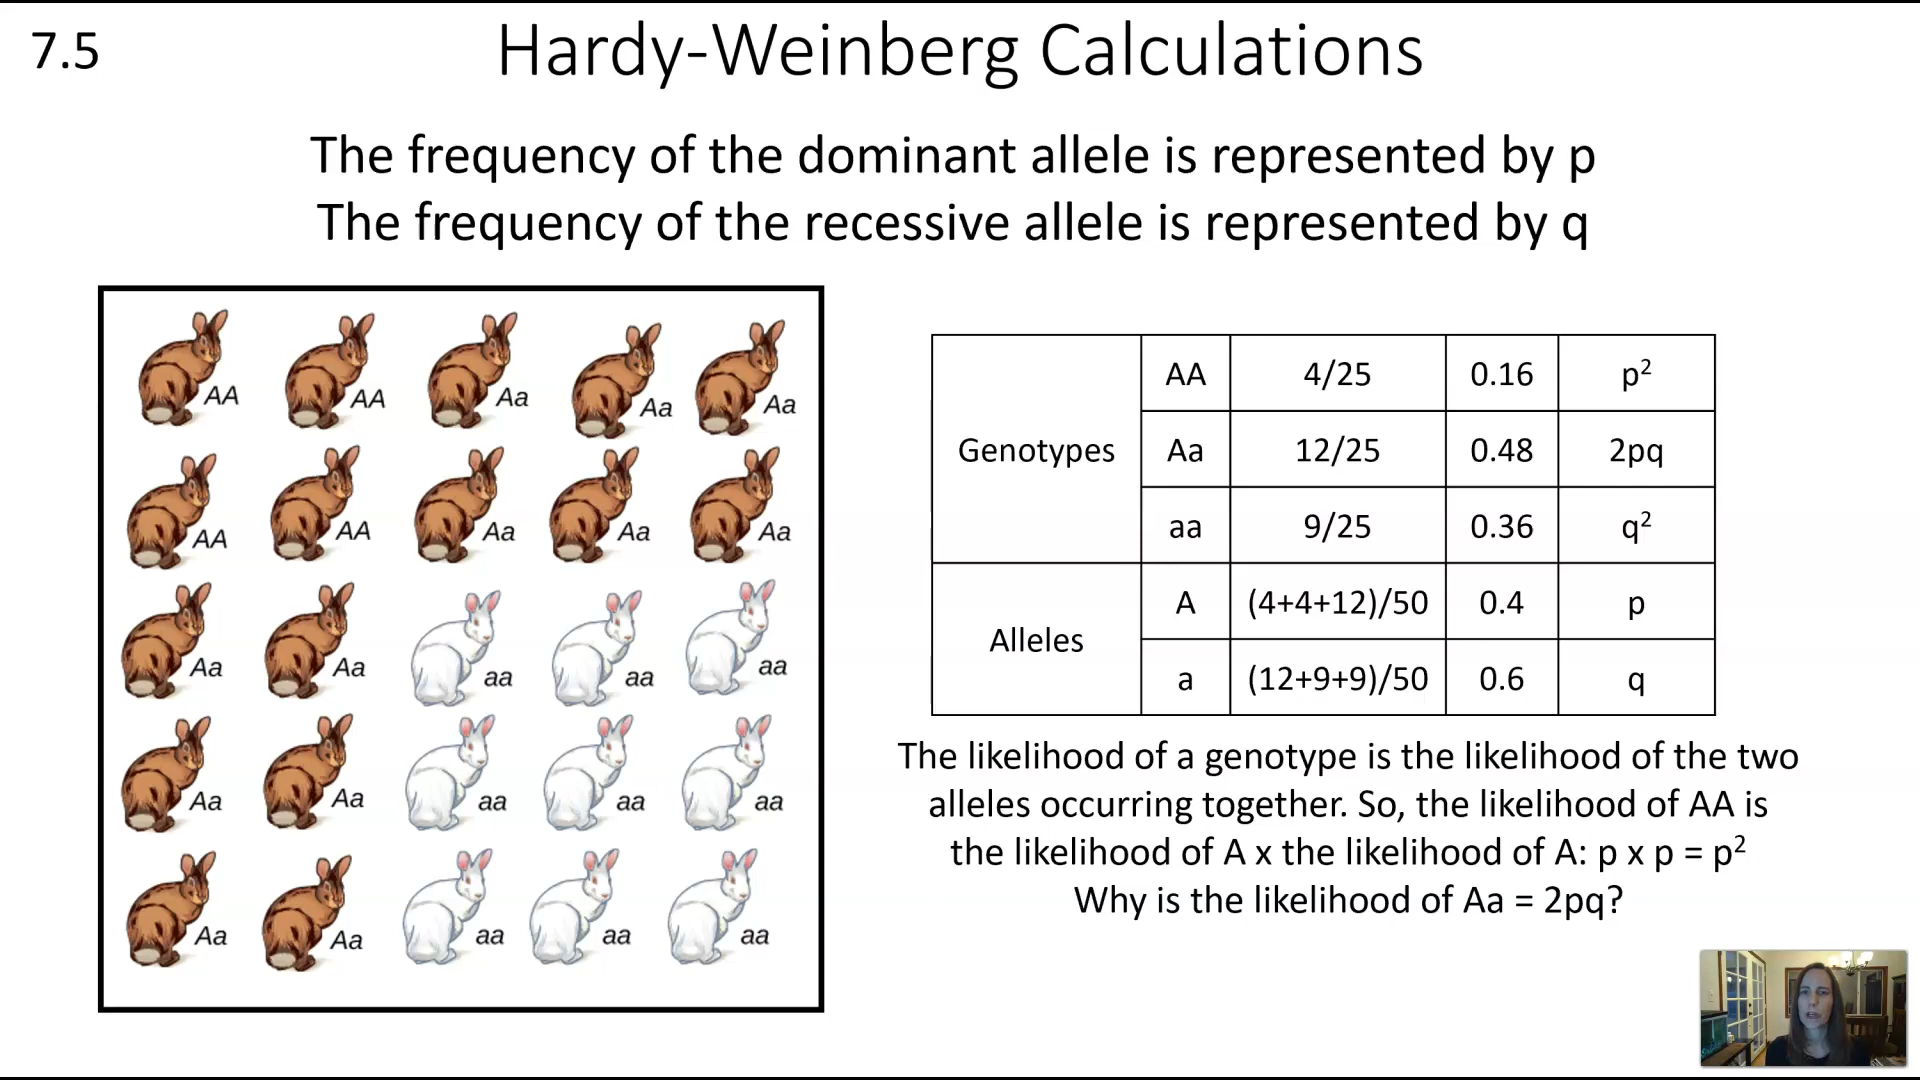 7.5
Hardy-Weinberg Calculations
The frequency of the dominant allele is represented by p
The frequency of the recessive allele is represented by q
AA AA Aa Aa Aa
AA AA Aa Aa Aa
Aa Aa aa aa aa
Aa Aa aa aa aa
Aa Aa aa aa aa
Genotypes
AA 4/25 0.16 p²
Aa 12/25 0.48 2pq
aa 9/25 0.36 q²
Alleles
A (4+4+12)/50 0.4 p
a (12+9+9)/50 0.6 q
The likelihood of a genotype is the likelihood of the two
alleles occurring together. So, the likelihood of AA is
the likelihood of A x the likelihood of A: p x p = p²
Why is the likelihood of Aa = 2pq?